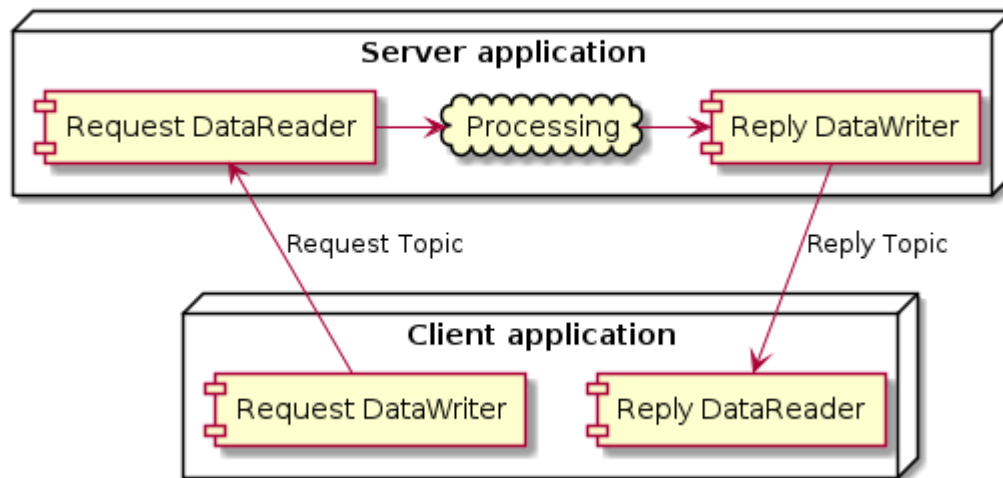 Server application
Request DataReader
Processing
Reply DataWriter
Request Topic
Reply Topic
Client application
Request DataWriter
Reply DataReader